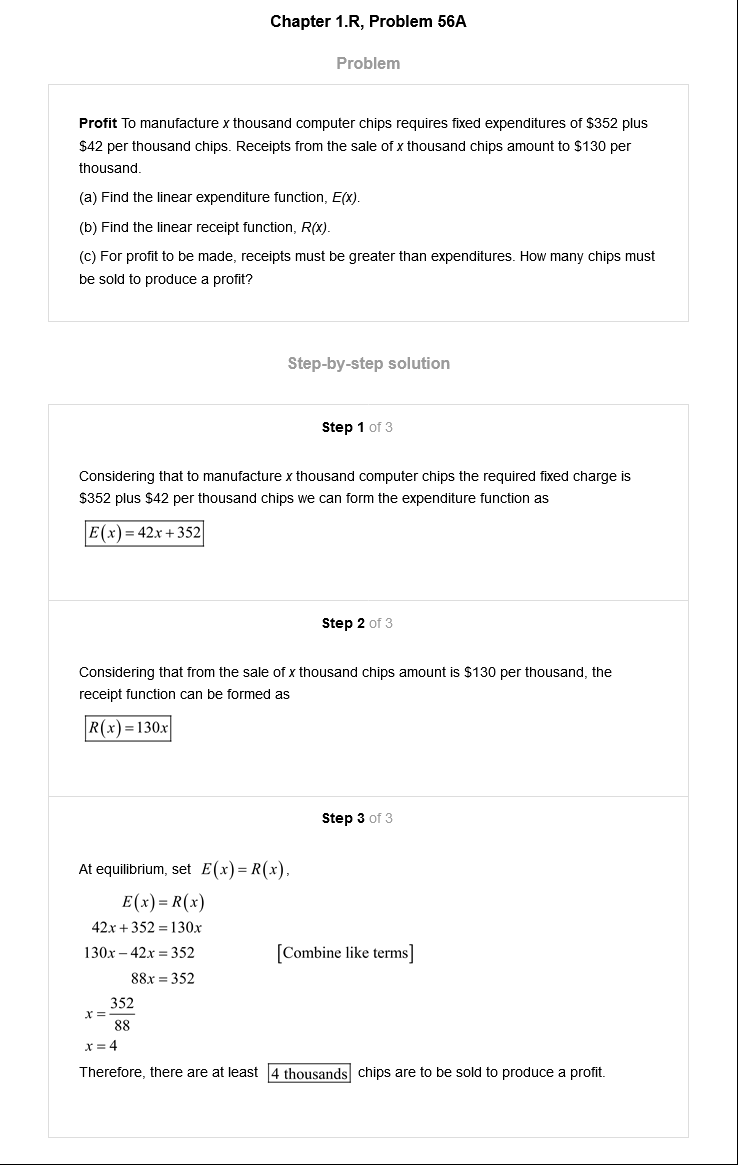 Chapter 1.R, Problem 56A
Problem
Profit To manufacture x thousand computer chips requires fixed expenditures of $352 plus
$42 per thousand chips. Receipts from the sale of x thousand chips amount to $130 per
thousand.
(a) Find the linear expenditure function, E(x).
(b) Find the linear receipt function, R(x).
(c) For profit to be made, receipts must be greater than expenditures. How many chips must
be sold to produce a profit?
Step-by-step solution
Step 1 of 3
Considering that to manufacture x thousand computer chips the required fixed charge is
$352 plus $42 per thousand chips we can form the expenditure function as
E(x) = 42x + 352
Step 2 of 3
Considering that from the sale of x thousand chips amount is $130 per thousand, the
receipt function can be formed as
R(x) = 130x
Step 3 of 3
At equilibrium, set E(x) = R(x),
E(x) = R(x)
42x + 352 = 130x
130x − 42x = 352 [Combine like terms]
88x = 352
x = 352/88
x = 4
Therefore, there are at least 4 thousands chips are to be sold to produce a profit.